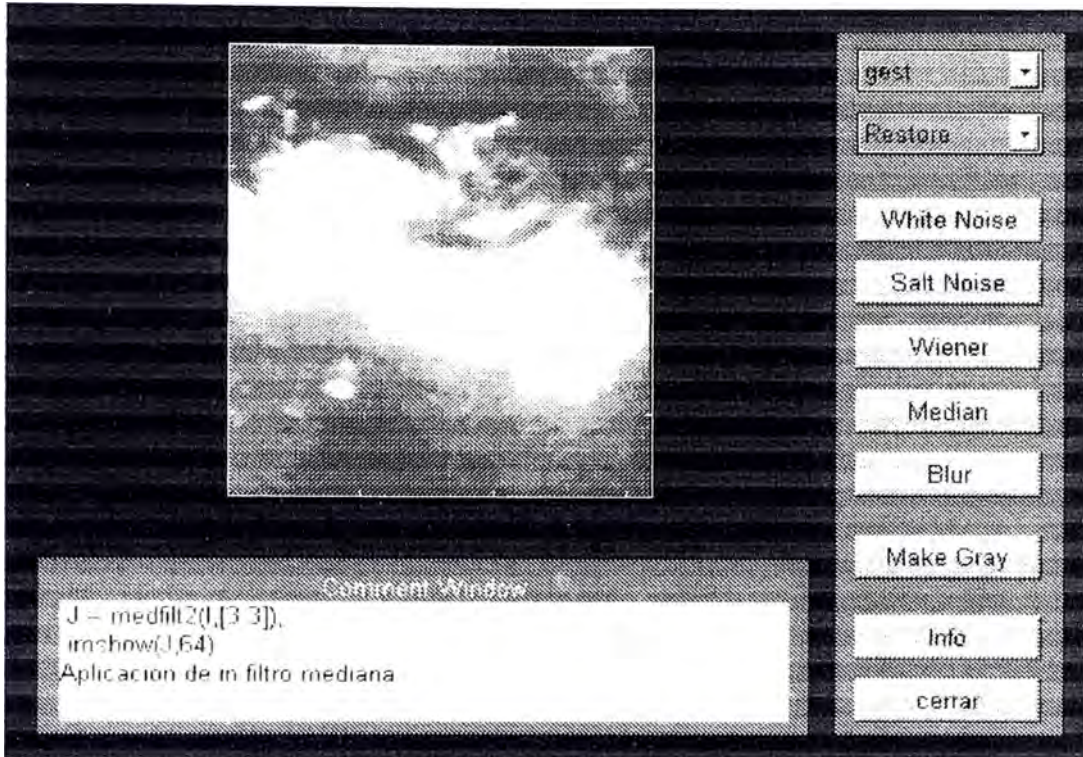 gest
Restore
White Noise
Salt Noise
Wiener
Median
Blur
Make Gray
Info
cerrar
Comment Window
J = medfilt2(I,[3 3]),
imshow(J,64)
Aplicacion de in filtro mediana